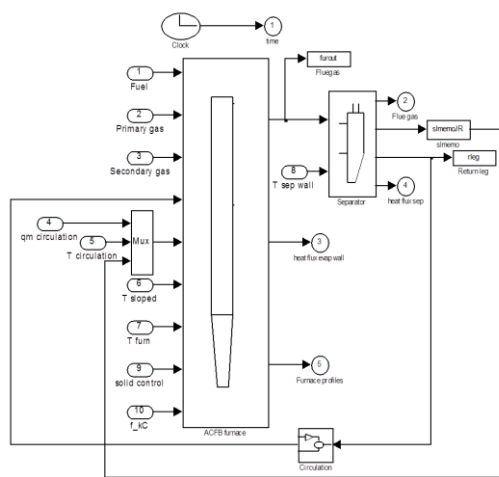 Clock
1
time
1
Fuel
2
Primary gas
3
Secondary gas
4
qm circulation
5
T circulation
Mux
6
T sloped
7
T furn
9
solid control
10
f_kC
ACFB furnace
furout
Fluegas
8
T sep wall
Separator
2
Flue gas
slmemo/R
slmemo
rleg
Return leg
4
heat flux sep
3
heat flux evap wall
5
Furnace profiles
Circulation